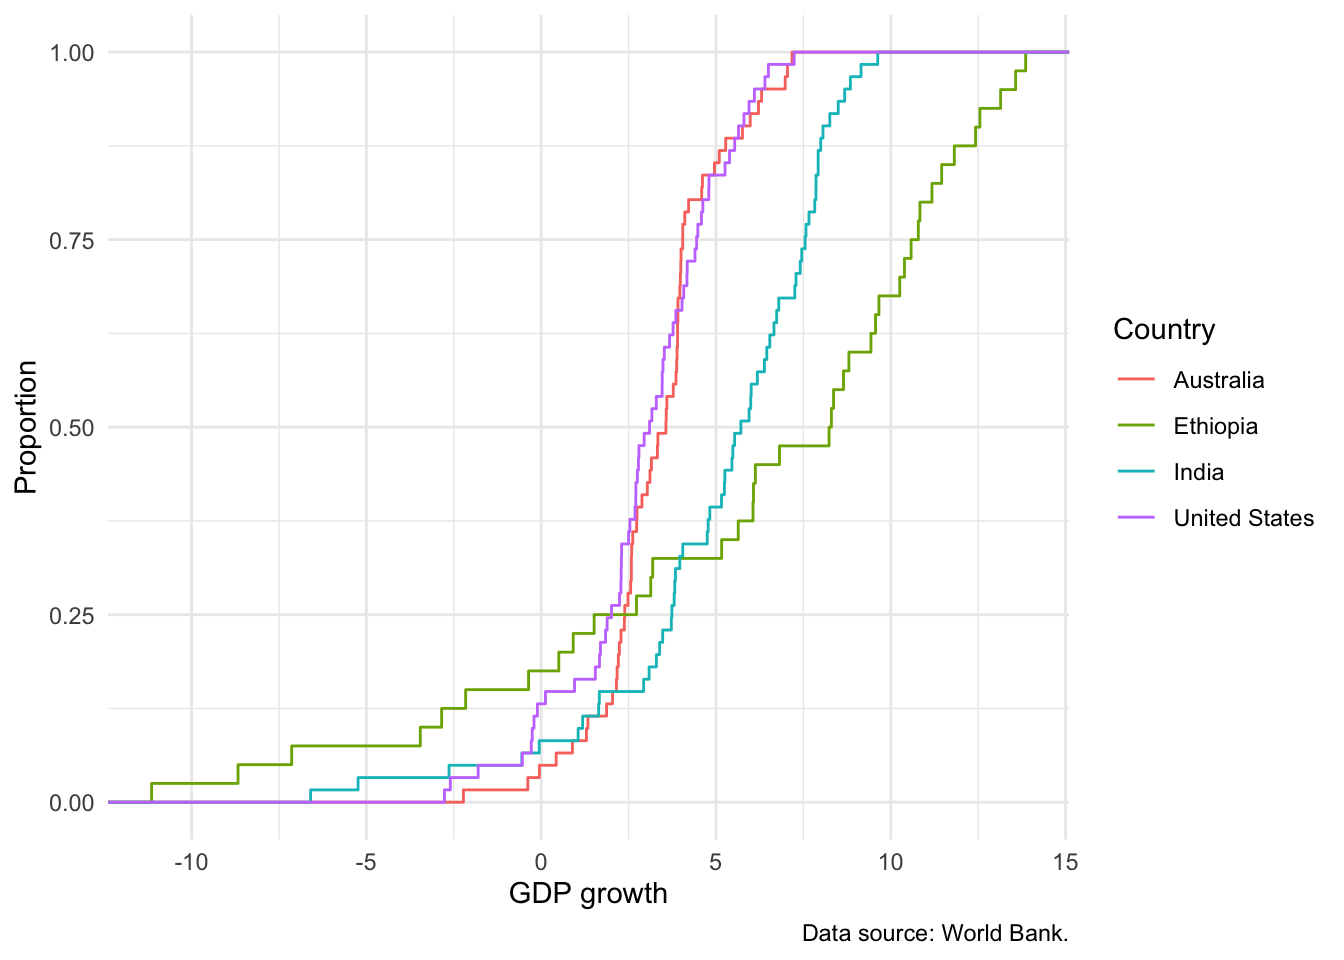 1.00
0.75
0.50
0.25
0.00
Proportion
-10 -5 0 5 10 15
GDP growth
Country
Australia
Ethiopia
India
United States
Data source: World Bank.